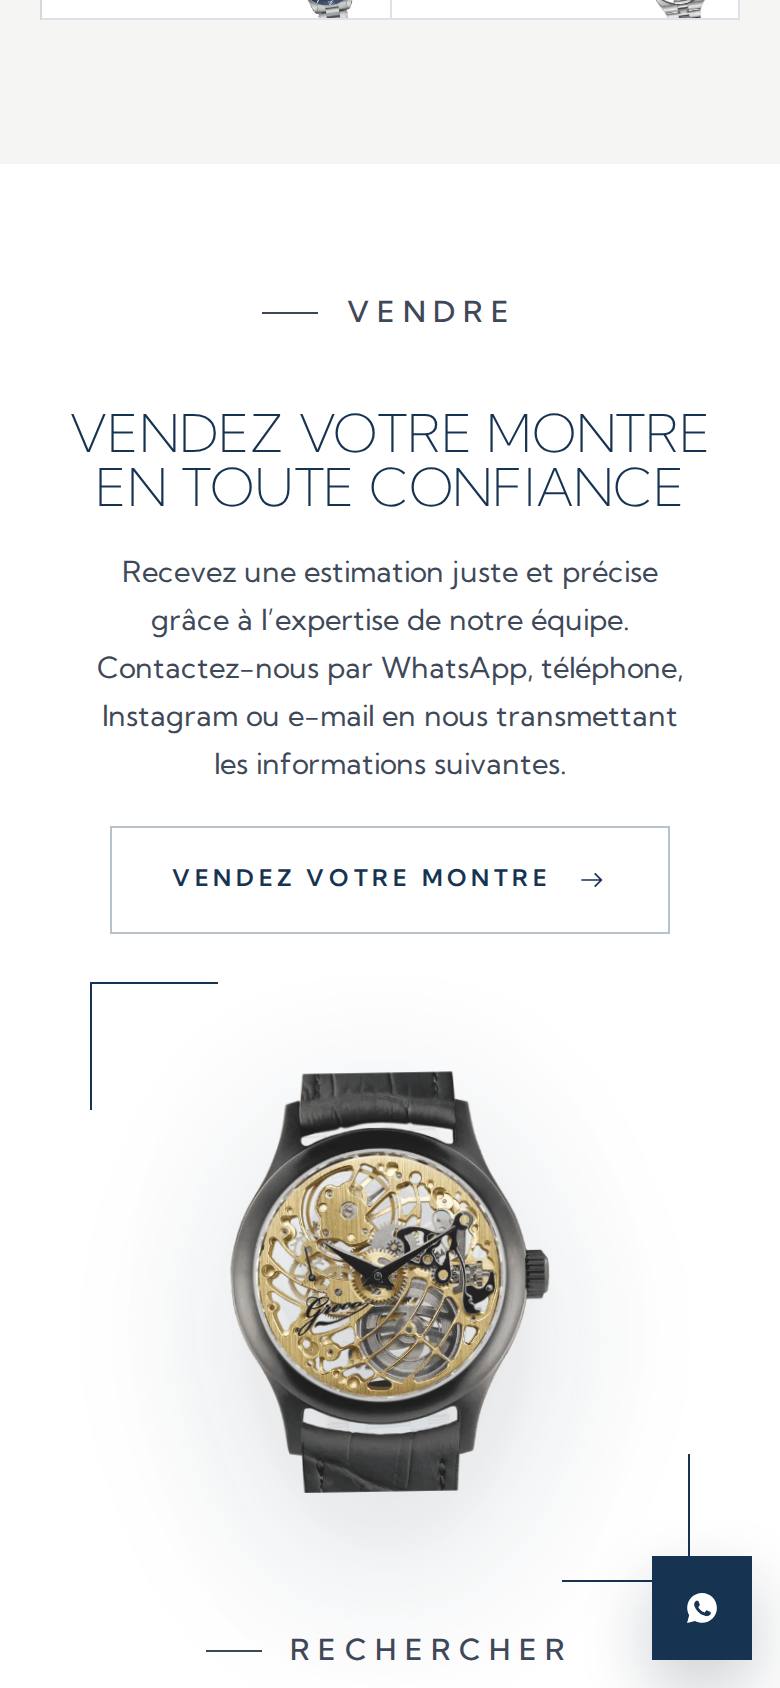 VENDRE
VENDEZ VOTRE MONTRE
EN TOUTE CONFIANCE
Recevez une estimation juste et précise
grâce à l'expertise de notre équipe.
Contactez-nous par WhatsApp, téléphone,
Instagram ou e-mail en nous transmettant
les informations suivantes.
VENDEZ VOTRE MONTRE →
RECHERCHER